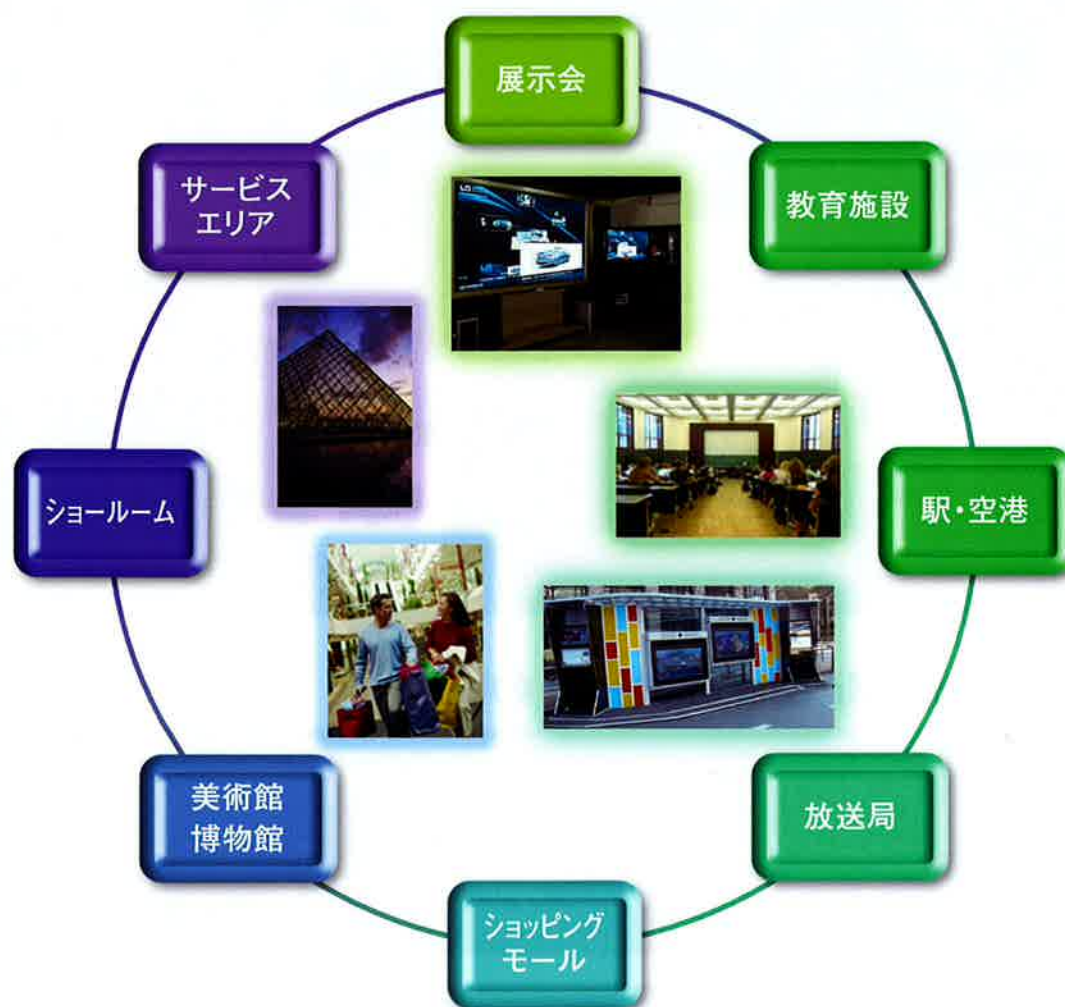 展示会
教育施設
駅・空港
放送局
ショッピング
モール
美術館
博物館
ショールーム
サービス
エリア